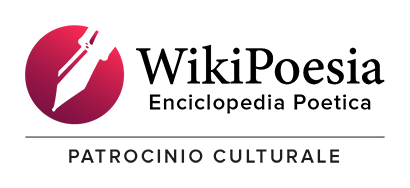 WikiPoesia
Enciclopedia Poetica
PATROCINIO CULTURALE